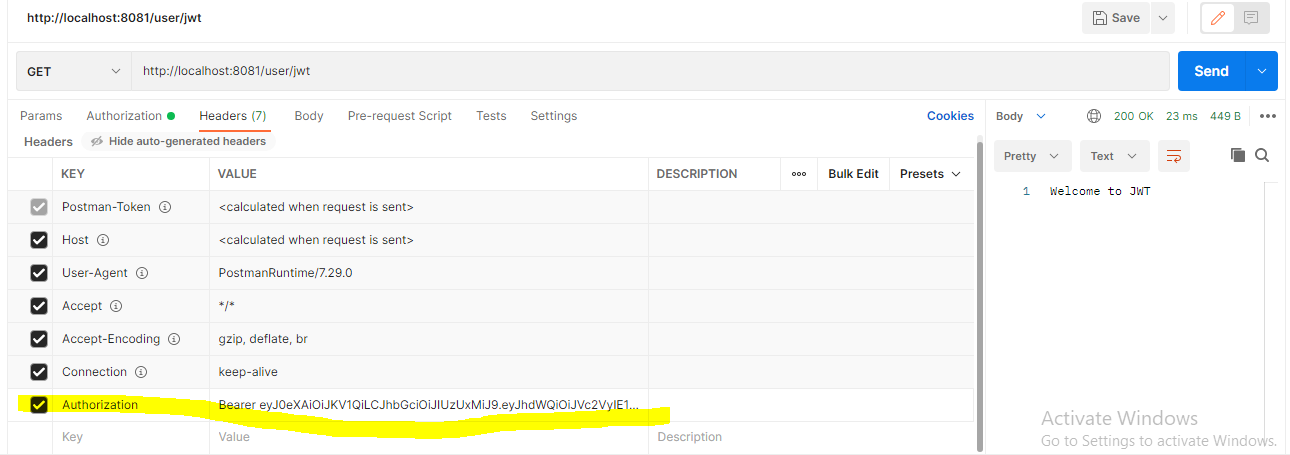 http://localhost:8081/user/jwt
Save
GET http://localhost:8081/user/jwt Send
Params Authorization Headers (7) Body Pre-request Script Tests Settings Cookies
Body 200 OK 23 ms 449 B
Headers Hide auto-generated headers
Pretty Text
KEY VALUE DESCRIPTION Bulk Edit Presets
1 Welcome to JWT
Postman-Token <calculated when request is sent>
Host <calculated when request is sent>
User-Agent PostmanRuntime/7.29.0
Accept */*
Accept-Encoding gzip, deflate, br
Connection keep-alive
Authorization Bearer eyJ0eXAiOiJKV1QiLCJhbGciOiJIUzUxMiJ9.eyJhdWQiOiJVc2VyIE1...
Key Value Description
Activate Windows
Go to Settings to activate Windows.